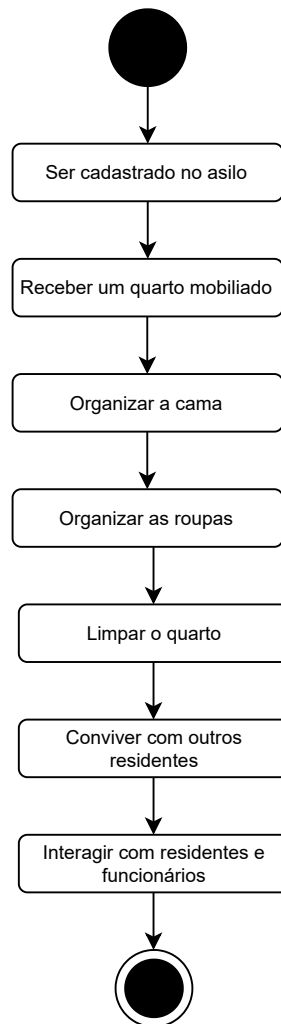 Ser cadastrado no asilo
Receber um quarto mobiliado
Organizar a cama
Organizar as roupas
Limpar o quarto
Conviver com outros
residentes
Interagir com residentes e
funcionários